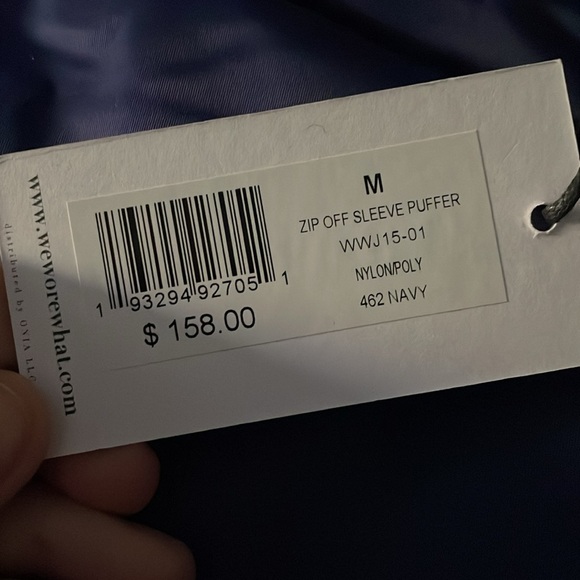 www.weworewhat.com
distributed by ONIA LLC
1 93294 92705 1
$ 158.00
M
ZIP OFF SLEEVE PUFFER
WWJ15-01
NYLON/POLY
462 NAVY